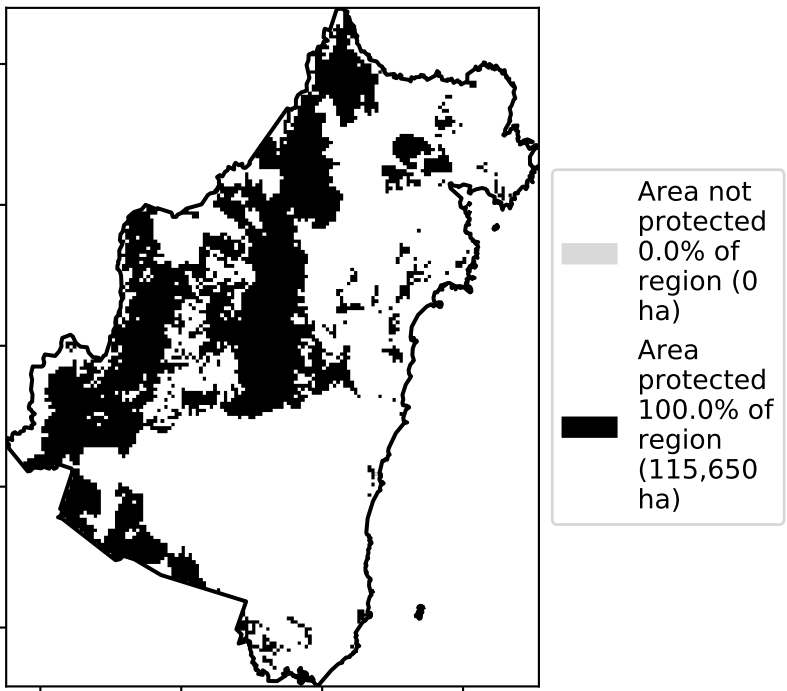 Area not
protected
0.0% of
region (0
ha)
Area
protected
100.0% of
region
(115,650
ha)